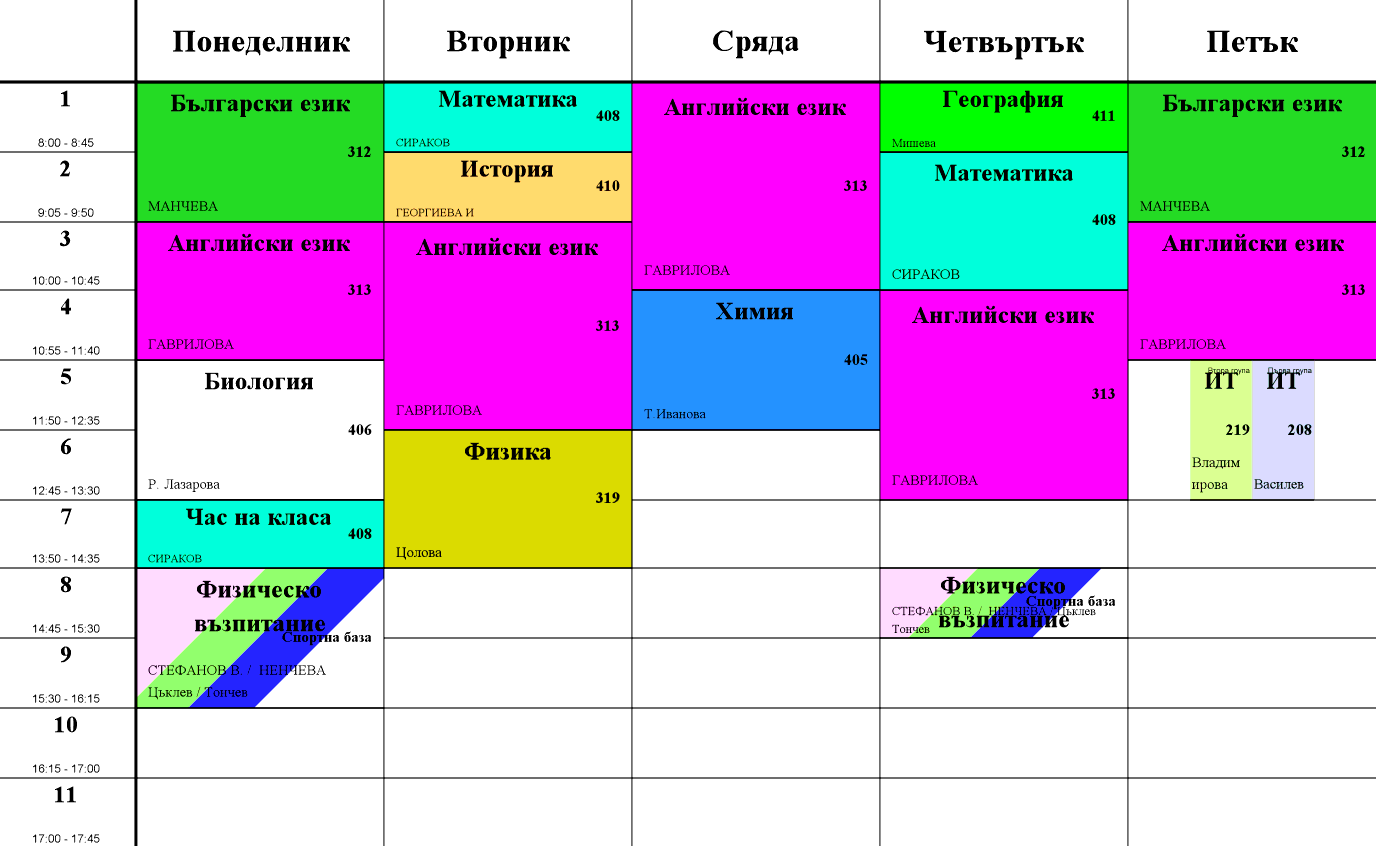 Понеделник
Вторник
Сряда
Четвъртък
Петък
1
8:00 - 8:45
2
9:05 - 9:50
3
10:00 - 10:45
4
10:55 - 11:40
5
11:50 - 12:35
6
12:45 - 13:30
7
13:50 - 14:35
8
14:45 - 15:30
9
15:30 - 16:15
10
16:15 - 17:00
11
17:00 - 17:45
Български език
312
МАНЧЕВА
Английски език
313
ГАВРИЛОВА
Биология
406
Р. Лазарова
Час на класа
408
СИРАКОВ
Физическо
възпитание
Спортна база
СТЕФАНОВ В. / НЕНЧЕВА
Цъклев / Тончев
Математика
408
СИРАКОВ
История
410
ГЕОРГИЕВА И
Английски език
313
ГАВРИЛОВА
Физика
319
Цолова
Английски език
313
ГАВРИЛОВА
Химия
405
Т.Иванова
География
411
Мишева
Математика
408
СИРАКОВ
Английски език
313
ГАВРИЛОВА
Физическо
Спортна база
СТЕФАНОВ В. / НЕНЧЕВА / Цъклев
възпитание
Тончев
Български език
312
МАНЧЕВА
Английски език
313
ГАВРИЛОВА
Втора група
ИТ
219
Владим
ирова
Първа група
ИТ
208
Василев